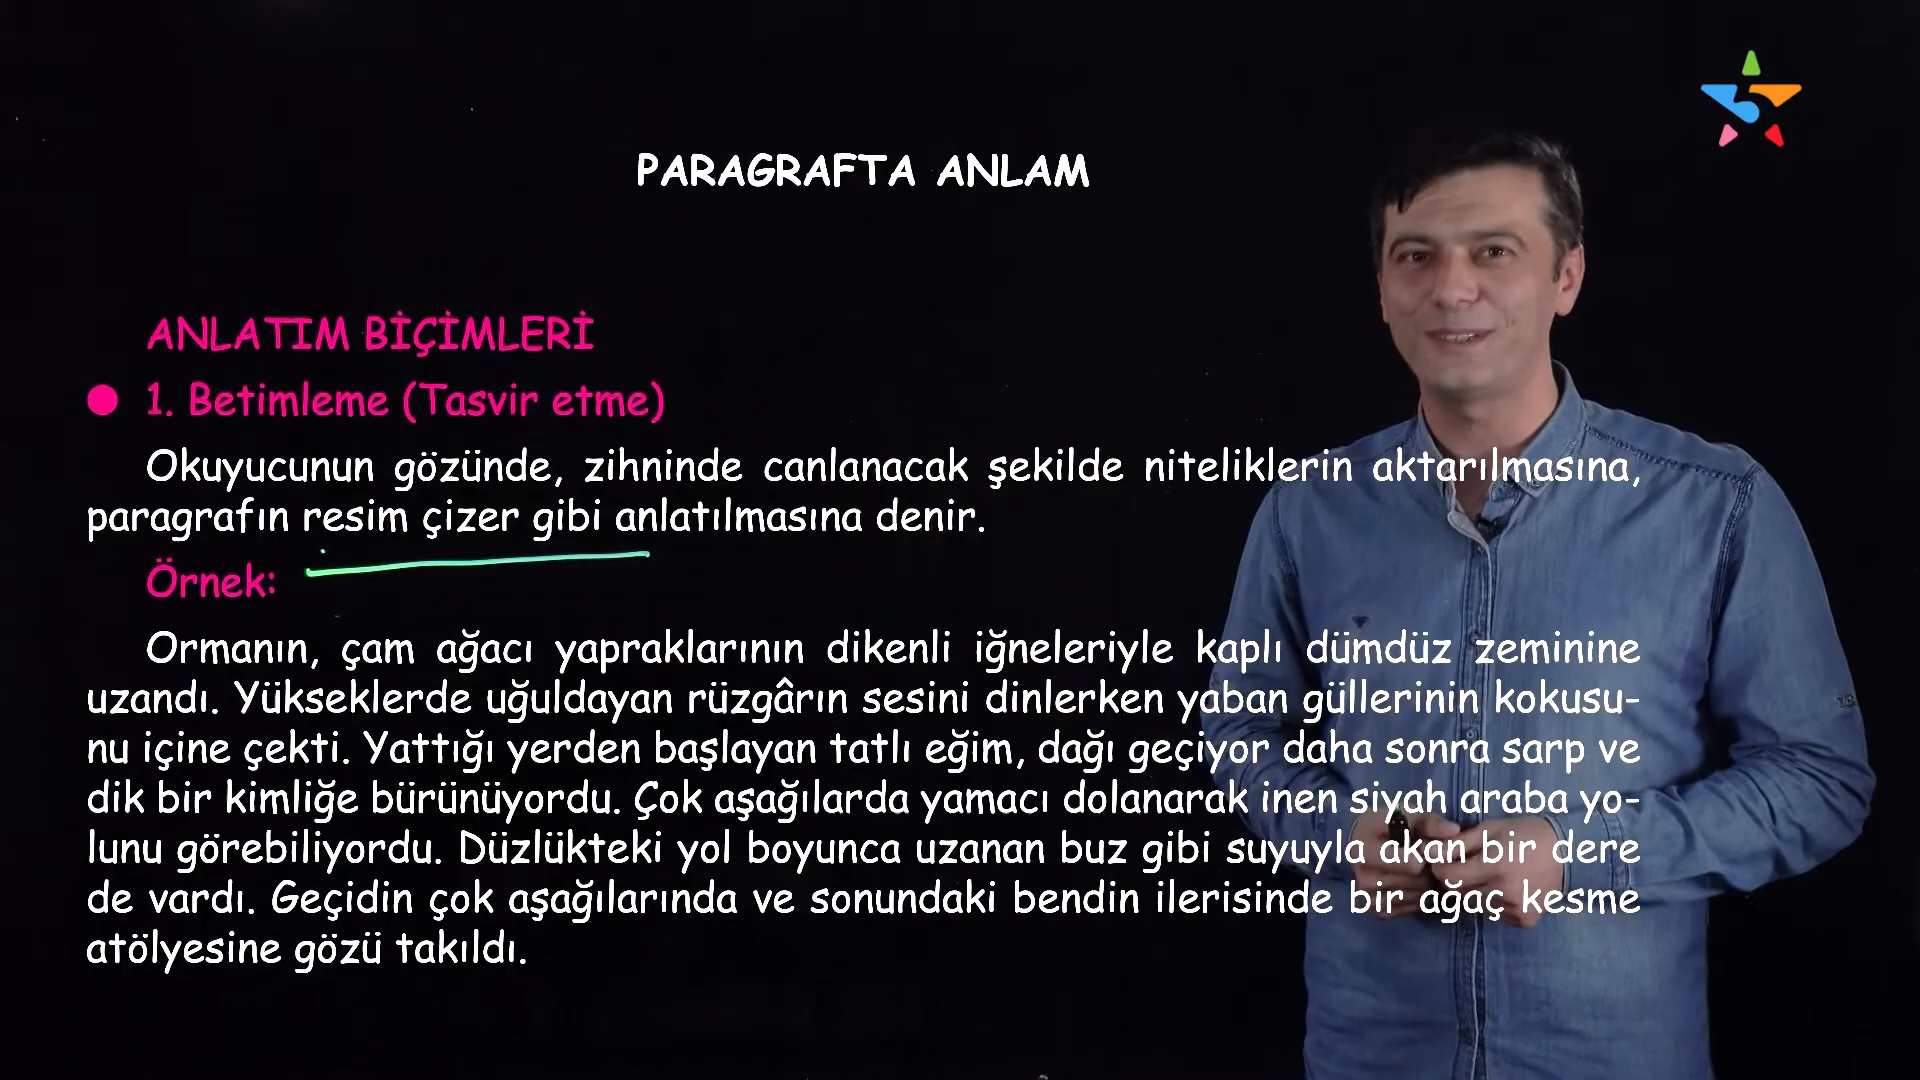 PARAGRAFTA ANLAM
ANLATIM BİÇİMLERİ
1. Betimleme (Tasvir etme)
Okuyucunun gözünde, zihninde canlanacak şekilde niteliklerin aktarılmasına,
paragrafın resim çizer gibi anlatılmasına denir.
Örnek:
Ormanın, çam ağacı yapraklarının dikenli iğneleriyle kaplı dümdüz zeminine
uzandı. Yükseklerde uğuldayan rüzgârın sesini dinlerken yaban güllerinin kokusu-
nu içine çekti. Yattığı yerden başlayan tatlı eğim, dağı geçiyor daha sonra sarp ve
dik bir kimliğe bürünüyordu. Çok aşağılarda yamacı dolanarak inen siyah araba yo-
lunu görebiliyordu. Düzlükteki yol boyunca uzanan buz gibi suyuyla akan bir dere
de vardı. Geçidin çok aşağılarında ve sonundaki bendin ilerisinde bir ağaç kesme
atölyesine gözü takıldı.